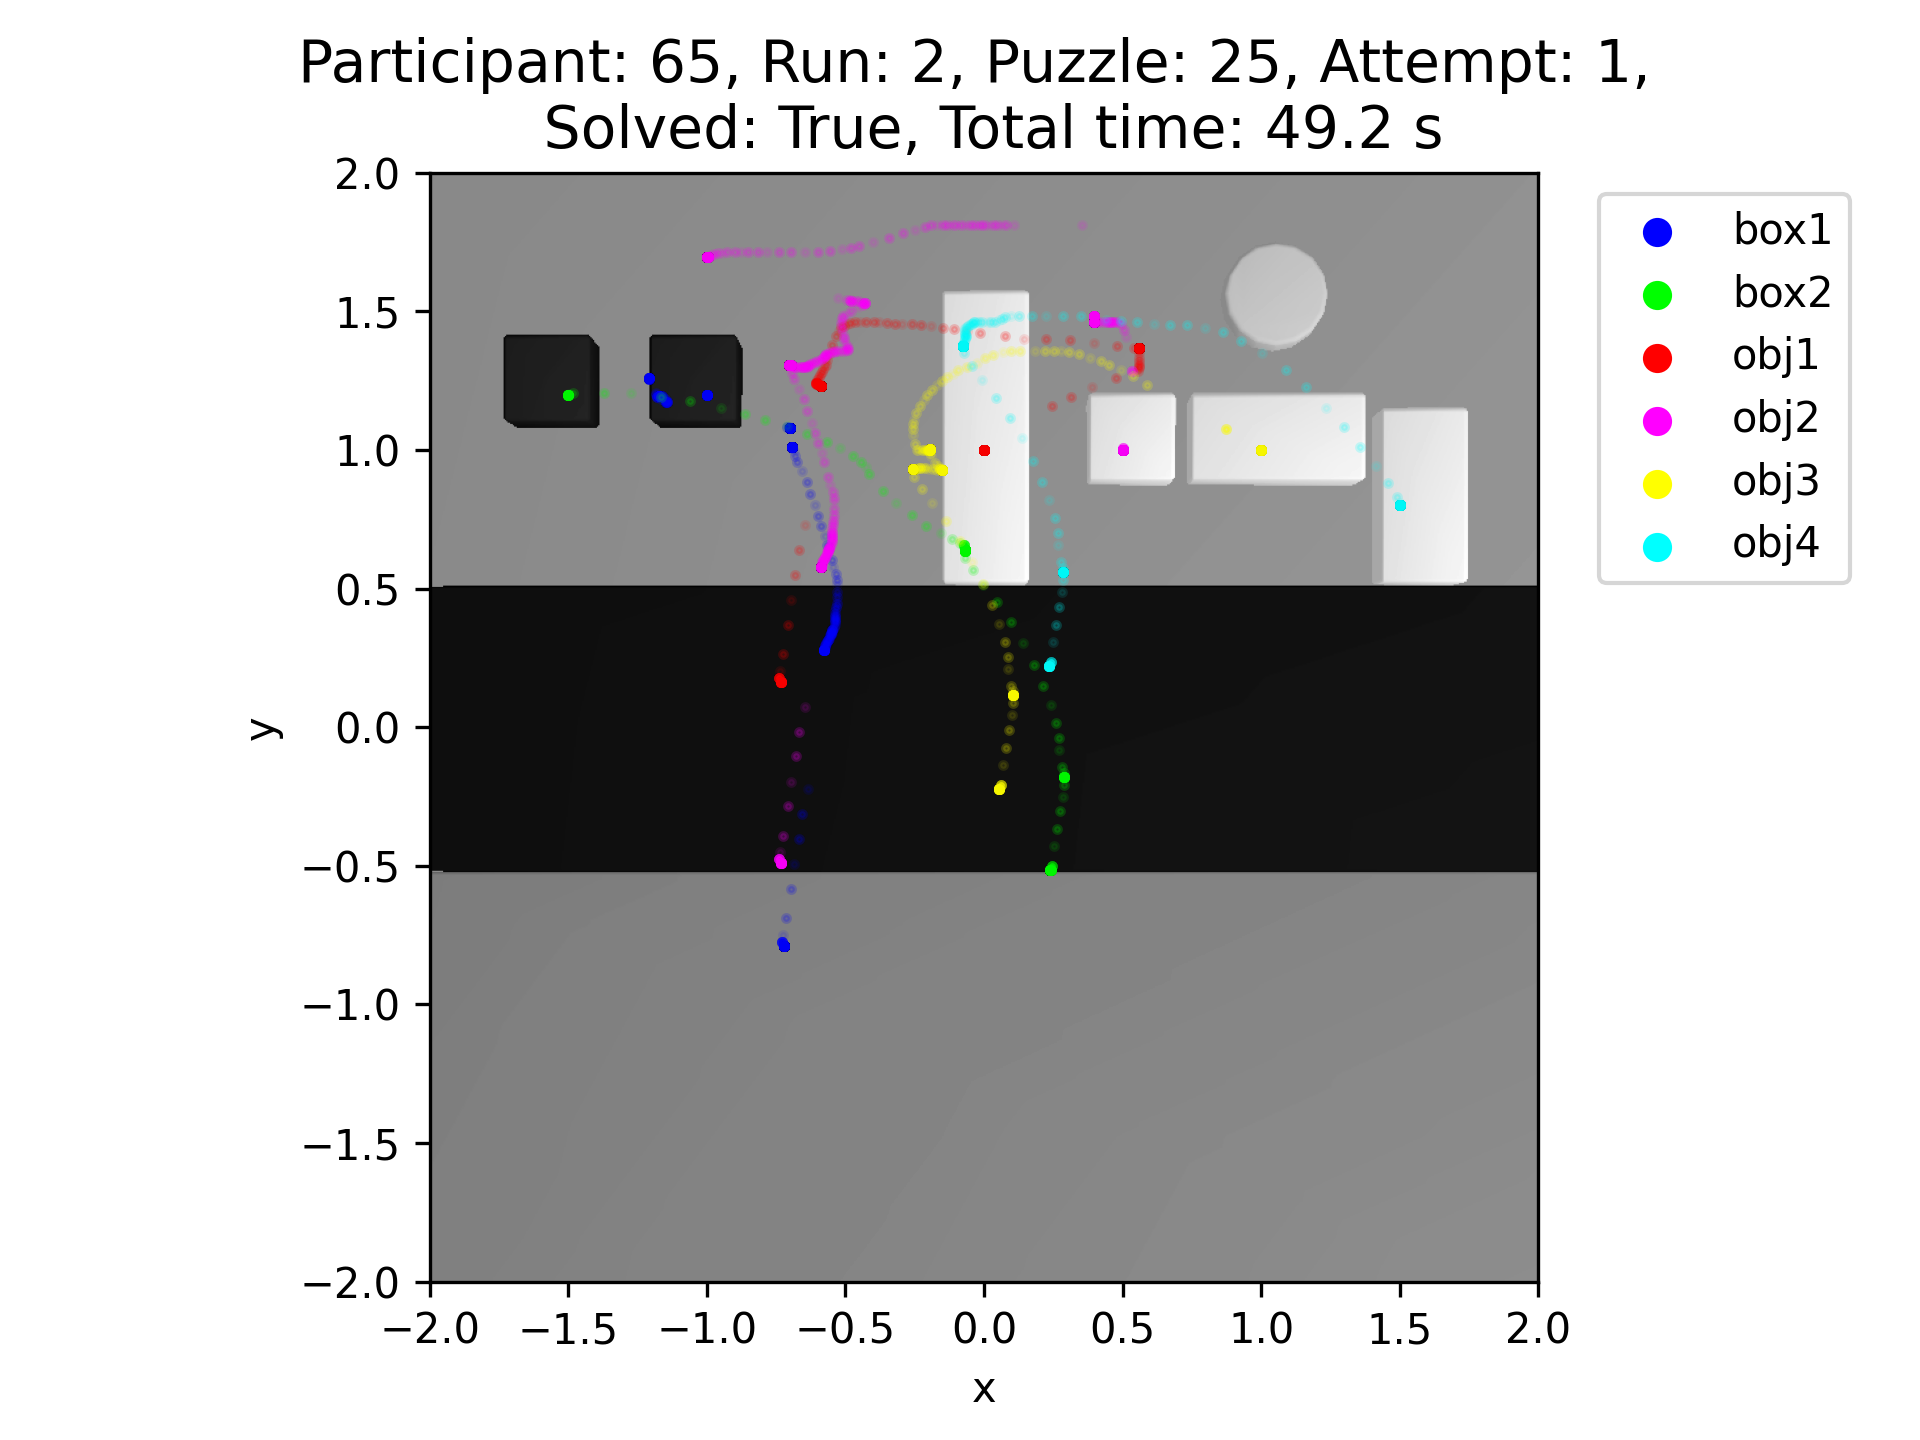 Participant: 65, Run: 2, Puzzle: 25, Attempt: 1,
Solved: True, Total time: 49.2 s
2.0
1.5
1.0
0.5
0.0
−0.5
−1.0
−1.5
−2.0
y
−2.0 −1.5 −1.0 −0.5 0.0 0.5 1.0 1.5 2.0
x
box1
box2
obj1
obj2
obj3
obj4